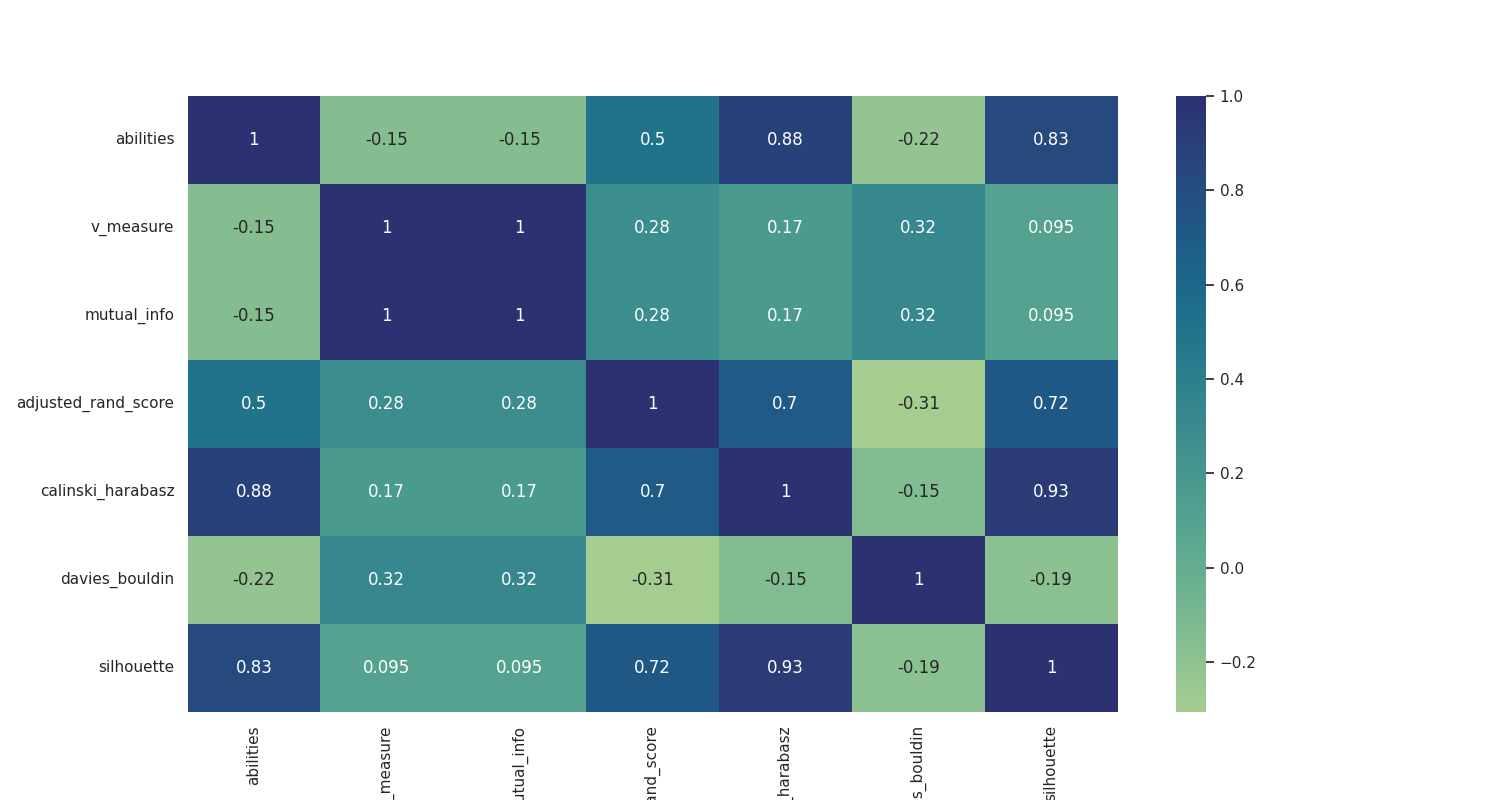 abilities 1 -0.15 -0.15 0.5 0.88 -0.22 0.83
v_measure -0.15 1 1 0.28 0.17 0.32 0.095
mutual_info -0.15 1 1 0.28 0.17 0.32 0.095
adjusted_rand_score 0.5 0.28 0.28 1 0.7 -0.31 0.72
calinski_harabasz 0.88 0.17 0.17 0.7 1 -0.15 0.93
davies_bouldin -0.22 0.32 0.32 -0.31 -0.15 1 -0.19
silhouette 0.83 0.095 0.095 0.72 0.93 -0.19 1
abilities
_measure
utual_info
and_score
_harabasz
s_bouldin
silhouette
1.0
0.8
0.6
0.4
0.2
0.0
−0.2